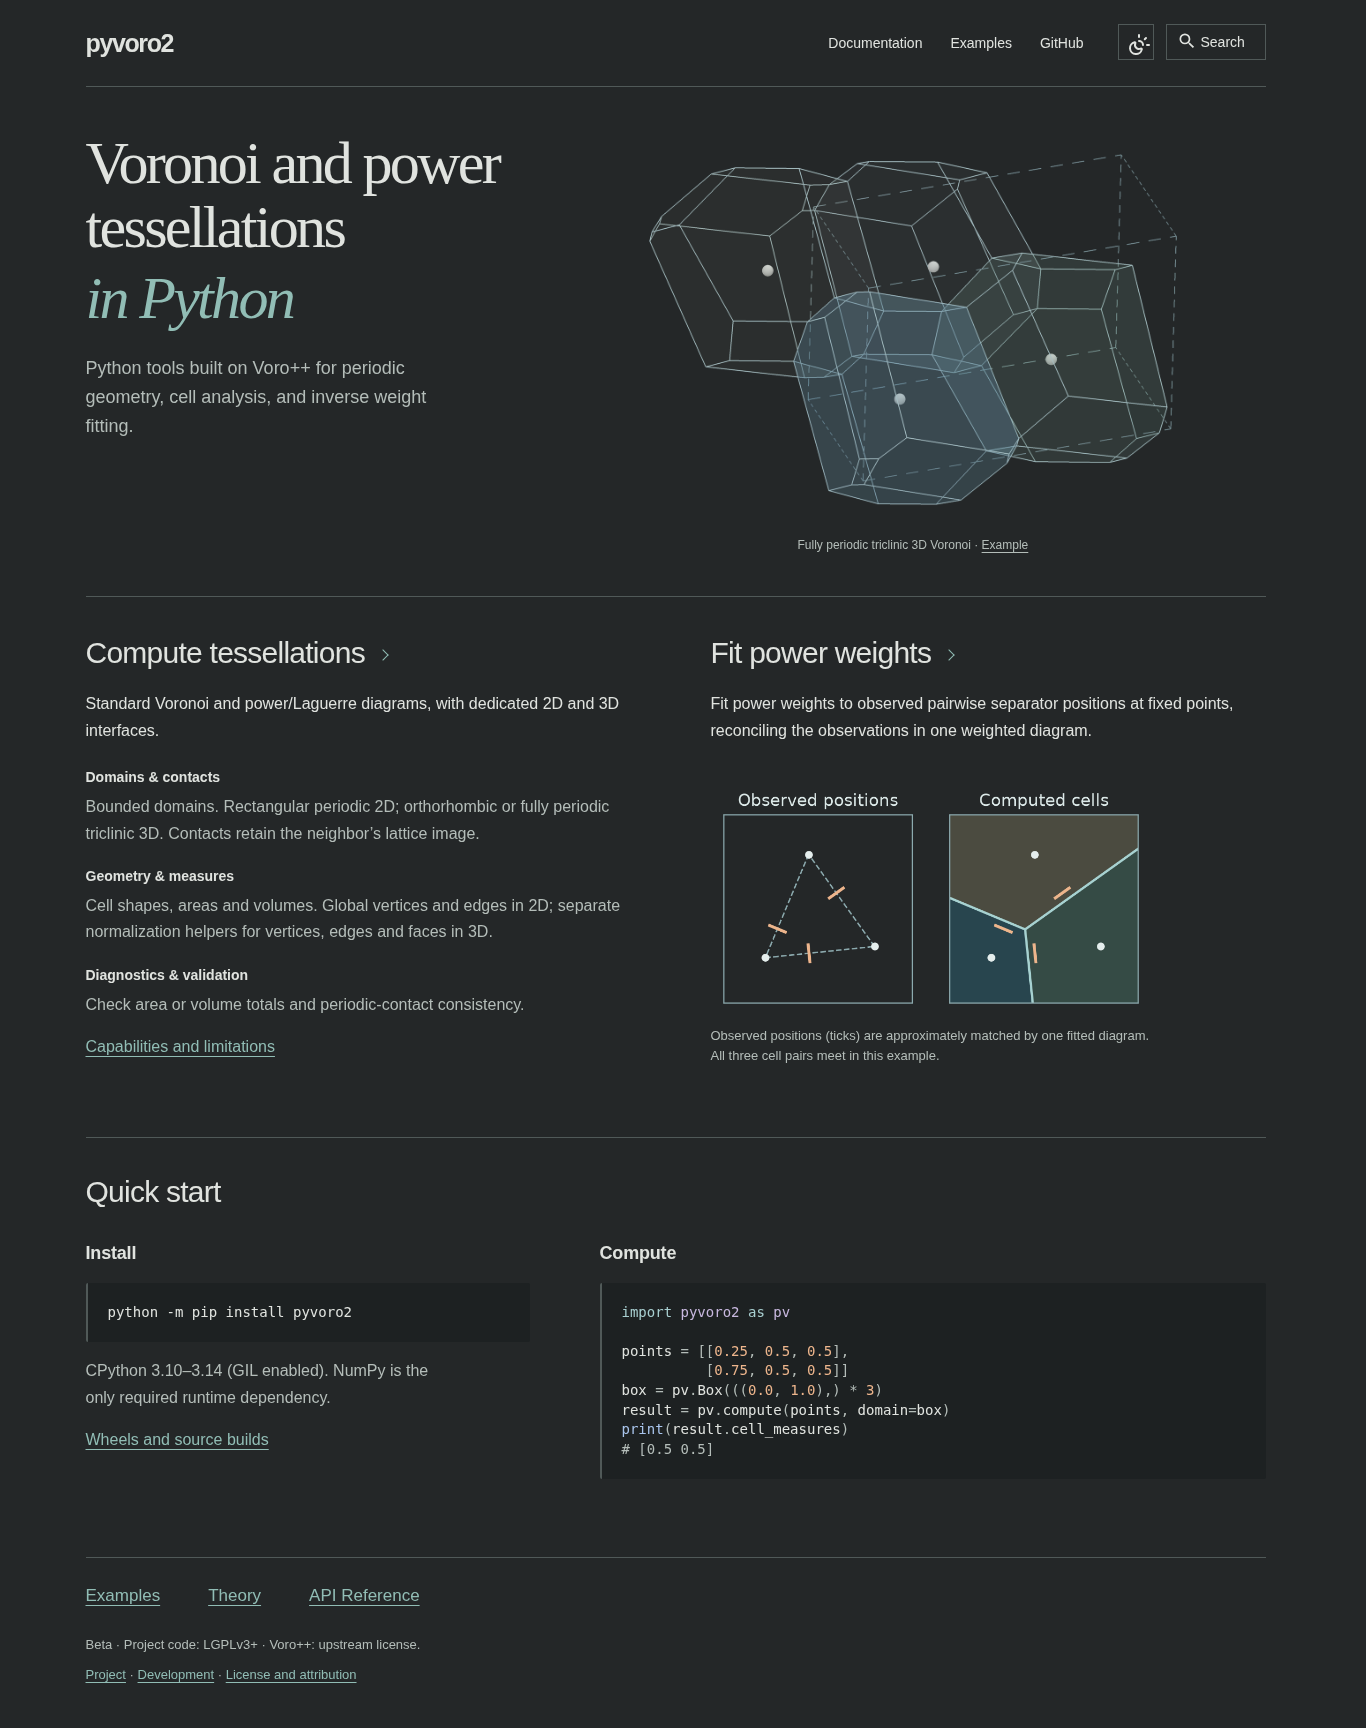 pyvoro2
Documentation Examples GitHub Search
Voronoi and power
tessellations
in Python
Python tools built on Voro++ for periodic
geometry, cell analysis, and inverse weight
fitting.
Fully periodic triclinic 3D Voronoi · Example
Compute tessellations
Standard Voronoi and power/Laguerre diagrams, with dedicated 2D and 3D
interfaces.
Domains & contacts
Bounded domains. Rectangular periodic 2D; orthorhombic or fully periodic
triclinic 3D. Contacts retain the neighbor’s lattice image.
Geometry & measures
Cell shapes, areas and volumes. Global vertices and edges in 2D; separate
normalization helpers for vertices, edges and faces in 3D.
Diagnostics & validation
Check area or volume totals and periodic-contact consistency.
Capabilities and limitations
Fit power weights
Fit power weights to observed pairwise separator positions at fixed points,
reconciling the observations in one weighted diagram.
Observed positions
Computed cells
Observed positions (ticks) are approximately matched by one fitted diagram.
All three cell pairs meet in this example.
Quick start
Install
python -m pip install pyvoro2
CPython 3.10–3.14 (GIL enabled). NumPy is the
only required runtime dependency.
Wheels and source builds
Compute
import pyvoro2 as pv
points = [[0.25, 0.5, 0.5],
          [0.75, 0.5, 0.5]]
box = pv.Box(((0.0, 1.0),) * 3)
result = pv.compute(points, domain=box)
print(result.cell_measures)
# [0.5 0.5]
Examples Theory API Reference
Beta · Project code: LGPLv3+ · Voro++: upstream license.
Project · Development · License and attribution